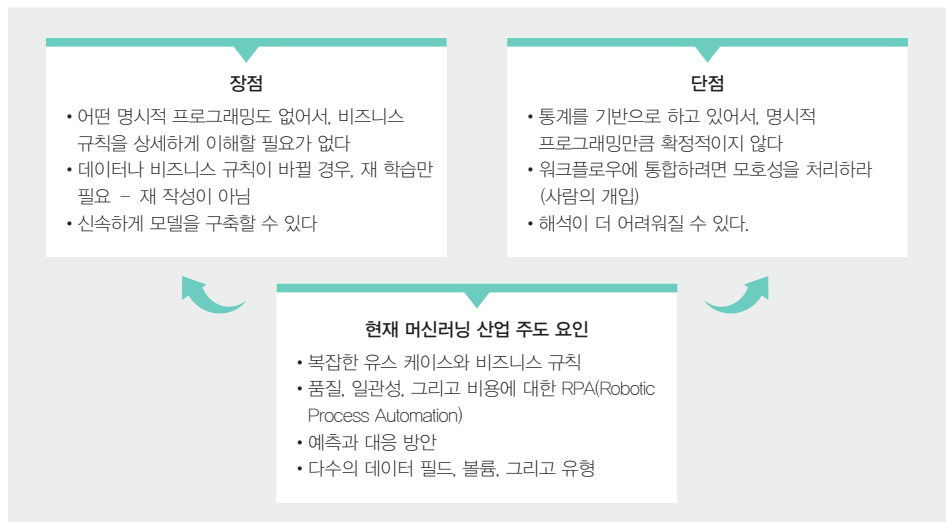 장점
• 어떤 명시적 프로그래밍도 없어서, 비즈니스
규칙을 상세하게 이해할 필요가 없다
• 데이터나 비즈니스 규칙이 바뀔 경우, 재 학습만
필요 – 재 작성이 아님
• 신속하게 모델을 구축할 수 있다
단점
• 통계를 기반으로 하고 있어서, 명시적
프로그래밍만큼 확정적이지 않다
• 워크플로우에 통합하려면 모호성을 처리하라
(사람의 개입)
• 해석이 더 어려워질 수 있다.
현재 머신러닝 산업 주도 요인
• 복잡한 유스 케이스와 비즈니스 규칙
• 품질, 일관성, 그리고 비용에 대한 RPA(Robotic
Process Automation)
• 예측과 대응 방안
• 다수의 데이터 필드, 볼륨, 그리고 유형